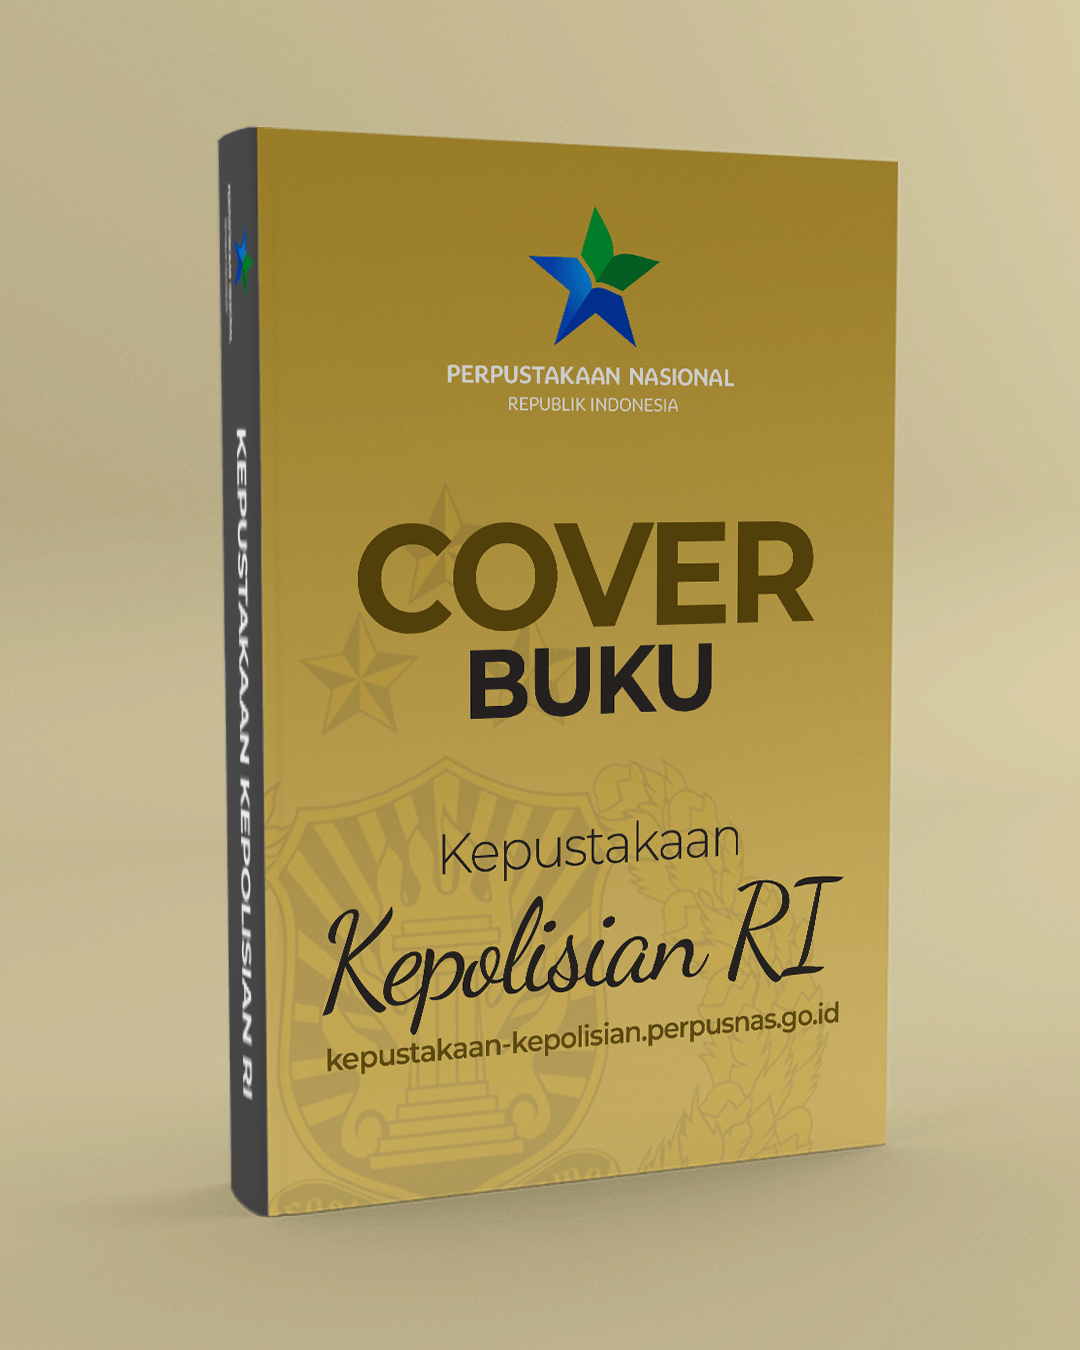 PERPUSTAKAAN NASIONAL
REPUBLIK INDONESIA
COVER
BUKU
Kepustakaan
Kepolisian RI
kepustakaan-kepolisian.perpusnas.go.id
KEPUSTAKAAN KEPOLISIAN RI